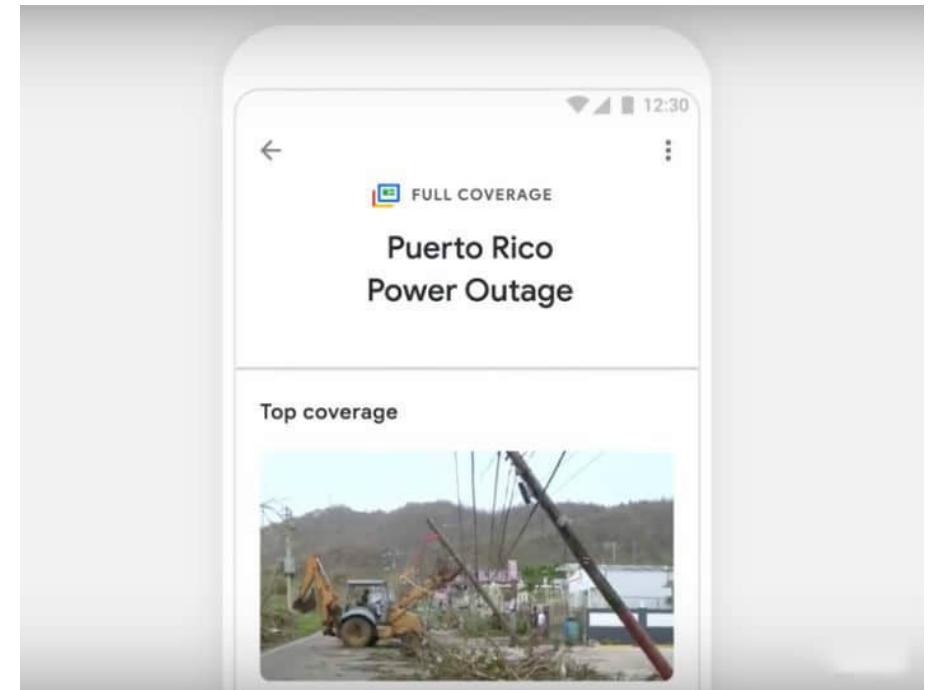 12:30
FULL COVERAGE
Puerto Rico
Power Outage
Top coverage